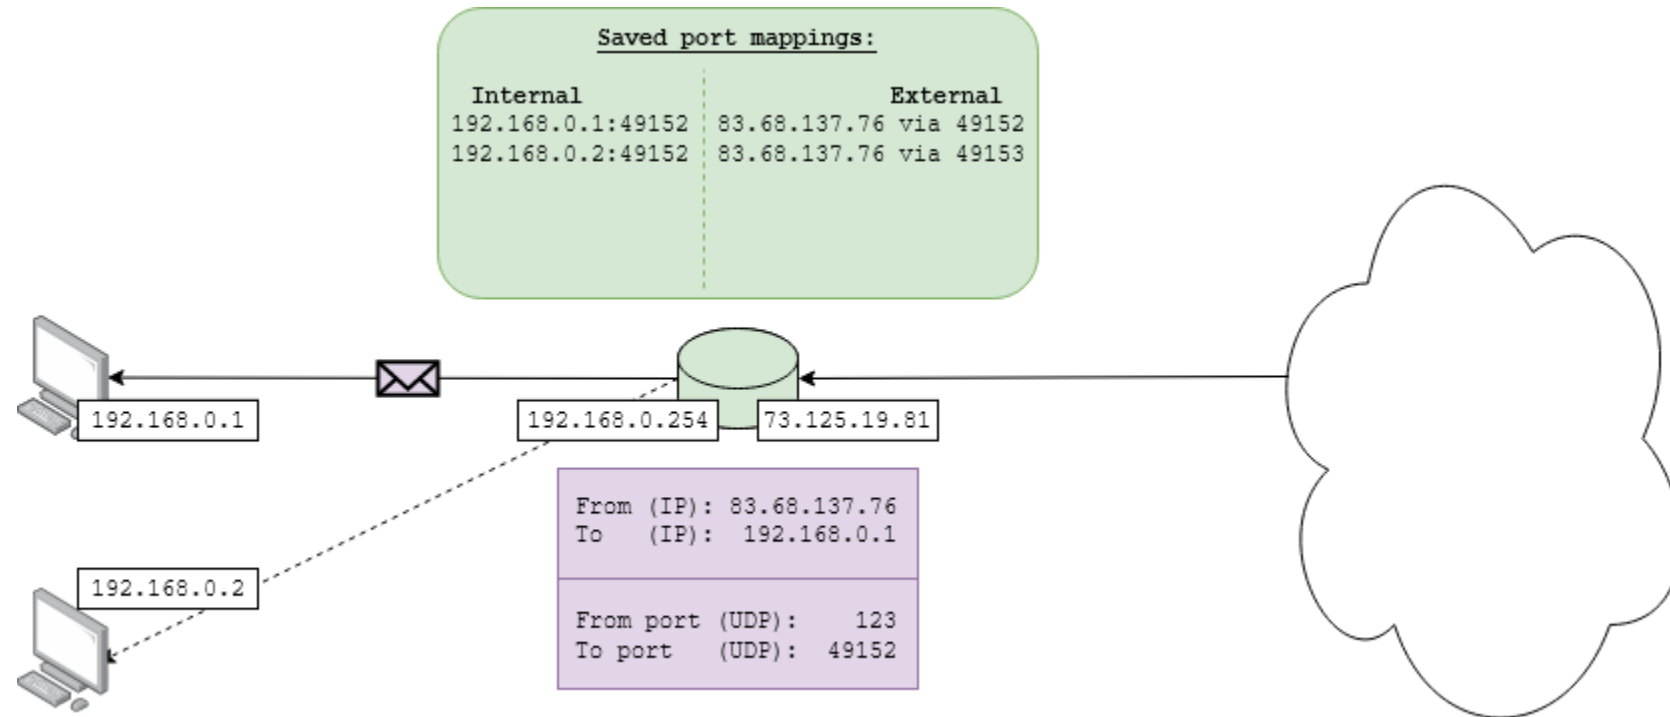 Saved port mappings:
Internal External
192.168.0.1:49152 83.68.137.76 via 49152
192.168.0.2:49152 83.68.137.76 via 49153
192.168.0.1
192.168.0.254
73.125.19.81
From (IP): 83.68.137.76
To (IP): 192.168.0.1
192.168.0.2
From port (UDP): 123
To port (UDP): 49152